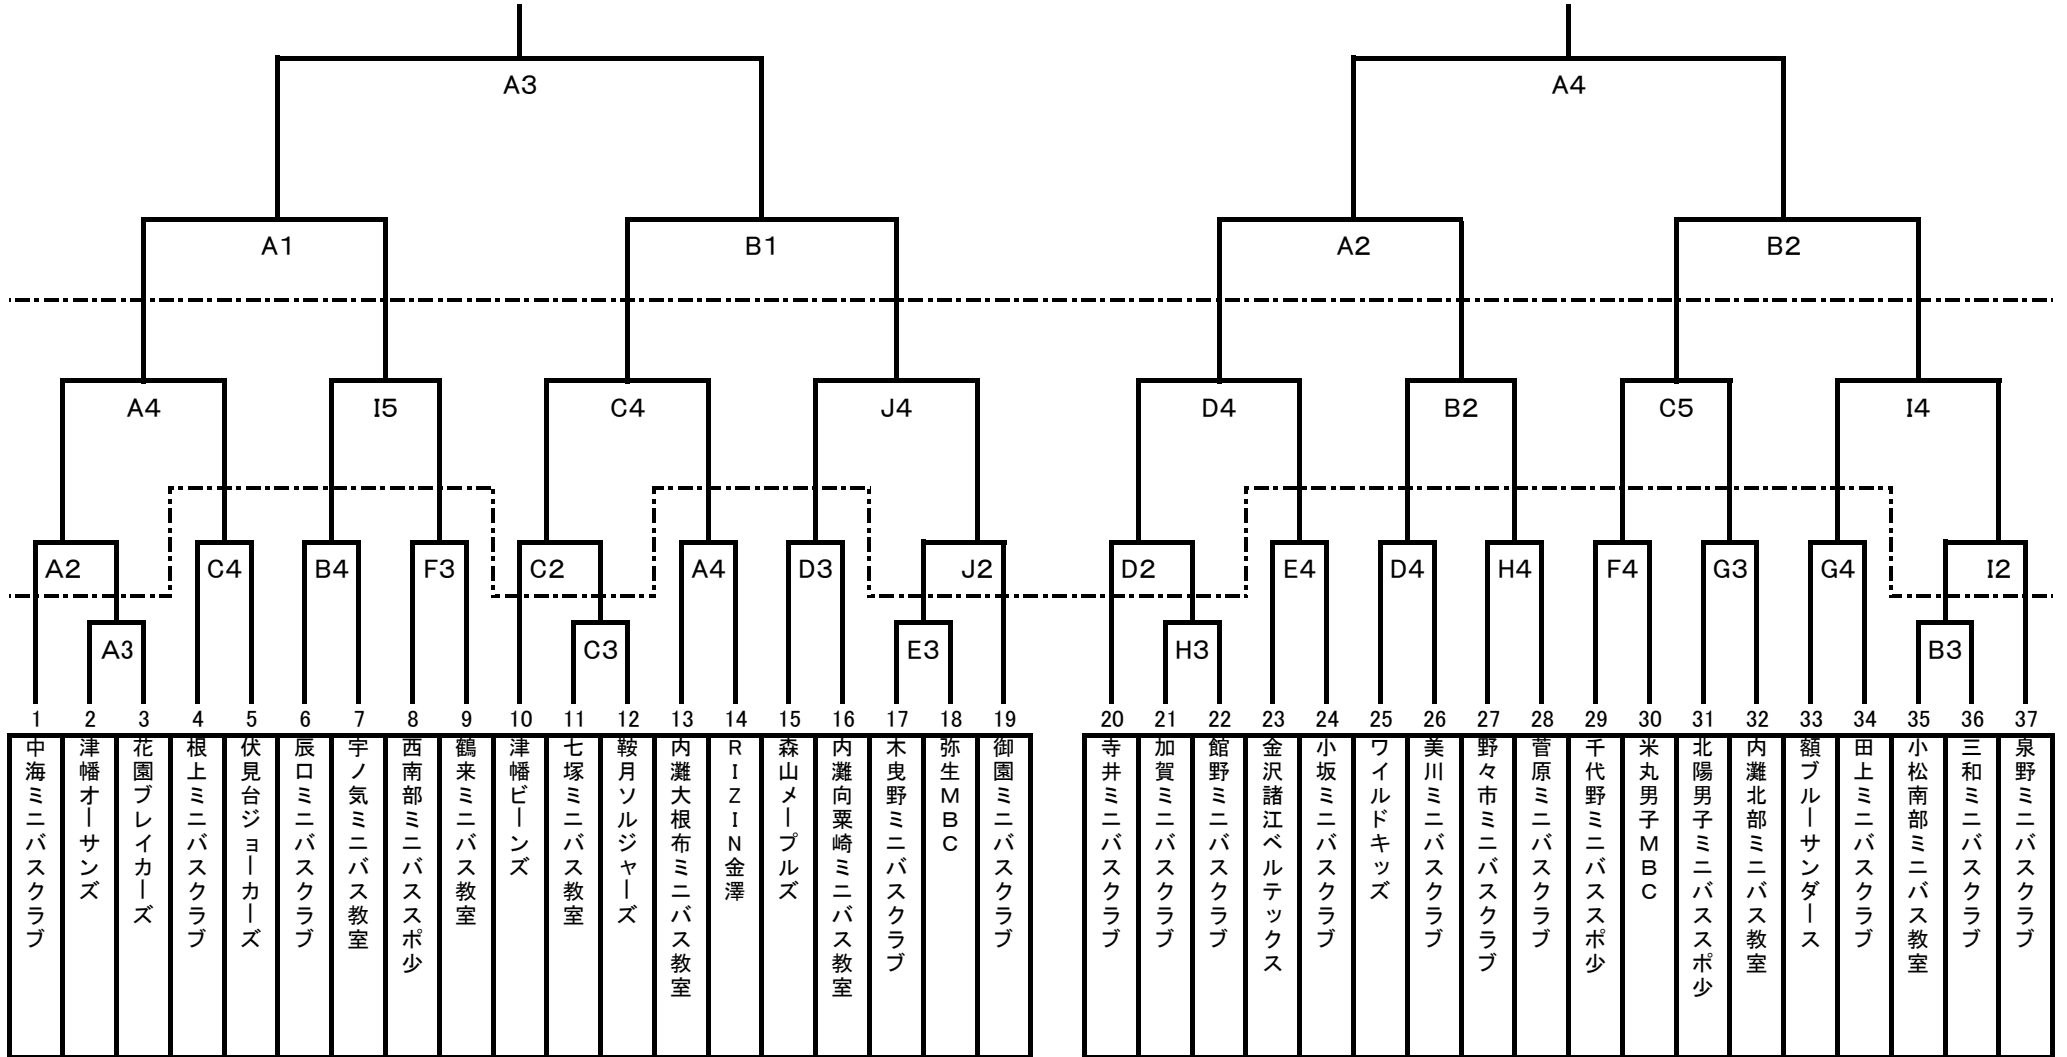 A3
A4
A1
B1
A2
B2
A4
I5
C4
J4
D4
B2
C5
I4
A2
C4
B4
F3
C2
A4
D3
J2
D2
E4
D4
H4
F4
G3
G4
I2
A3
C3
E3
H3
B3
1
2
3
4
5
6
7
8
9
10
11
12
13
14
15
16
17
18
19
20
21
22
23
24
25
26
27
28
29
30
31
32
33
34
35
36
37
中海ミニバスクラブ
津幡オーサンズ
花園ブレイカーズ
根上ミニバスクラブ
伏見台ジョーカーズ
辰口ミニバスクラブ
宇ノ気ミニバス教室
西南部ミニバススポ少
鶴来ミニバス教室
津幡ビーンズ
七塚ミニバス教室
鞍月ソルジャーズ
内灘大根布ミニバス教室
RIZIN金澤
森山メープルズ
内灘向粟崎ミニバス教室
木曳野ミニバスクラブ
弥生MBC
御園ミニバスクラブ
寺井ミニバスクラブ
加賀ミニバスクラブ
館野ミニバスクラブ
金沢諸江ベルテックス
小坂ミニバスクラブ
ワイルドキッズ
美川ミニバスクラブ
野々市ミニバスクラブ
菅原ミニバスクラブ
千代野ミニバススポ少
米丸男子MBC
北陽男子ミニバススポ少
内灘北部ミニバス教室
額ブルーサンダース
田上ミニバスクラブ
小松南部ミニバス教室
三和ミニバスクラブ
泉野ミニバスクラブ